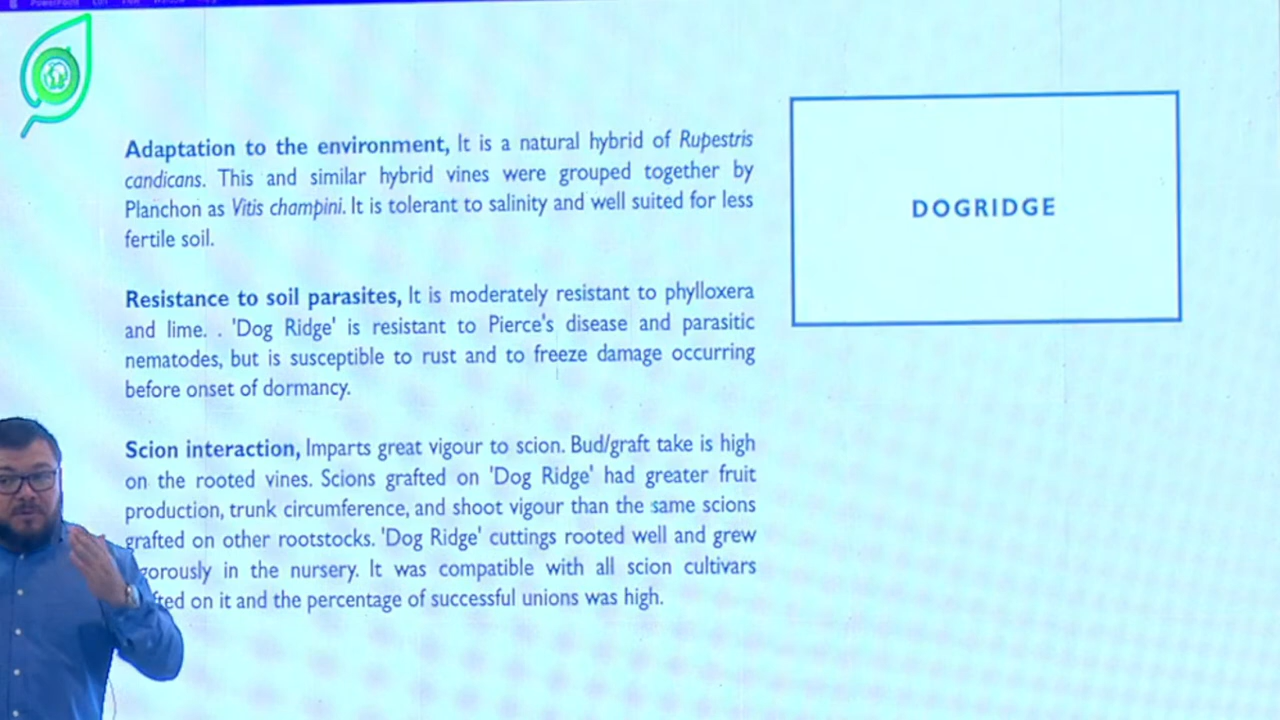 Adaptation to the environment, It is a natural hybrid of Rupestris
candicans. This and similar hybrid vines were grouped together by
Planchon as Vitis champini. It is tolerant to salinity and well suited for less
fertile soil.
Resistance to soil parasites, It is moderately resistant to phylloxera
and lime. . 'Dog Ridge' is resistant to Pierce's disease and parasitic
nematodes, but is susceptible to rust and to freeze damage occurring
before onset of dormancy.
Scion interaction, Imparts great vigour to scion. Bud/graft take is high
on the rooted vines. Scions grafted on 'Dog Ridge' had greater fruit
production, trunk circumference, and shoot vigour than the same scions
grafted on other rootstocks. 'Dog Ridge' cuttings rooted well and grew
gorously in the nursery. It was compatible with all scion cultivars
fted on it and the percentage of successful unions was high.
DOGRIDGE